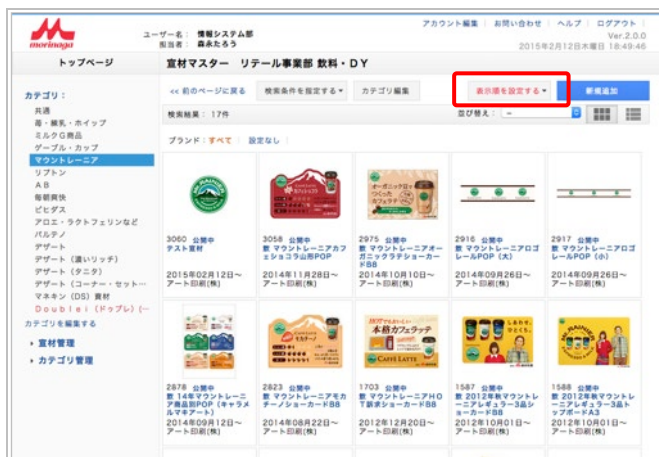 morinaga
ユーザー名： 情報システム部
担当者： 森永たろう
アカウント編集 | お問い合わせ | ヘルプ | ログアウト |
Ver.2.0.0
2015年2月12日木曜日 18:49:46
トップページ
宣材マスター リテール事業部 飲料・DY
カテゴリ：
共通
苺・練乳・ホイップ
ミルクG商品
ゲーブル・カップ
マウントレーニア
リプトン
AB
毎朝爽快
ビヒダス
アロエ・ラクトフェリンなど
パルテノ
デザート
デザート（濃いリッチ）
デザート（タニタ）
デザート（コーナー・セット…
マネキン（DS）資材
Doublei（ドゥブレ）(…
カテゴリを編集する
宣材管理
カテゴリ管理
<< 前のページに戻る
検索条件を指定する▼
カテゴリ編集
表示順を設定する▼
新規追加
検索結果： 17件
並び替え： –
ブランド：すべて | 設定なし |
3060 公開中
テスト宣材
2015年02月12日～
アート印刷(株)
3058 公開中
飲 マウントレーニアカフェショコラ山形POP
2014年11月28日～
アート印刷(株)
オーガニックロで
つくった
カフェラテ
2975 公開中
飲 マウントレーニアオーガニックラテショーカードB8
2014年10月10日～
アート印刷(株)
2916 公開中
飲 マウントレーニアロゴレールPOP（大）
2014年09月26日～
アート印刷(株)
2917 公開中
飲 マウントレーニアロゴレールPOP（小）
2014年09月26日～
アート印刷(株)
2878 公開中
飲 14年マウントレーニア商品別POP（キャラメルマキアート）
2014年09月12日～
アート印刷(株)
2823 公開中
飲 マウントレーニアモカチーノショーカードB8
2014年08月22日～
アート印刷(株)
HOTでもおいしい
本格カフェラッテ
CAFFÈ LATTE
1703 公開中
飲 マウントレーニアHOT訴求ショーカードB8
2012年12月20日～
アート印刷(株)
しあわせ、
ひとくち。
1587 公開中
飲 2012年秋マウントレーニアレギュラー3品ショーカードB8
2012年10月01日～
アート印刷(株)
MT. RAINIER
1588 公開中
飲 2012年秋マウントレーニアレギュラー3品トップボードA3
2012年10月01日～
アート印刷(株)